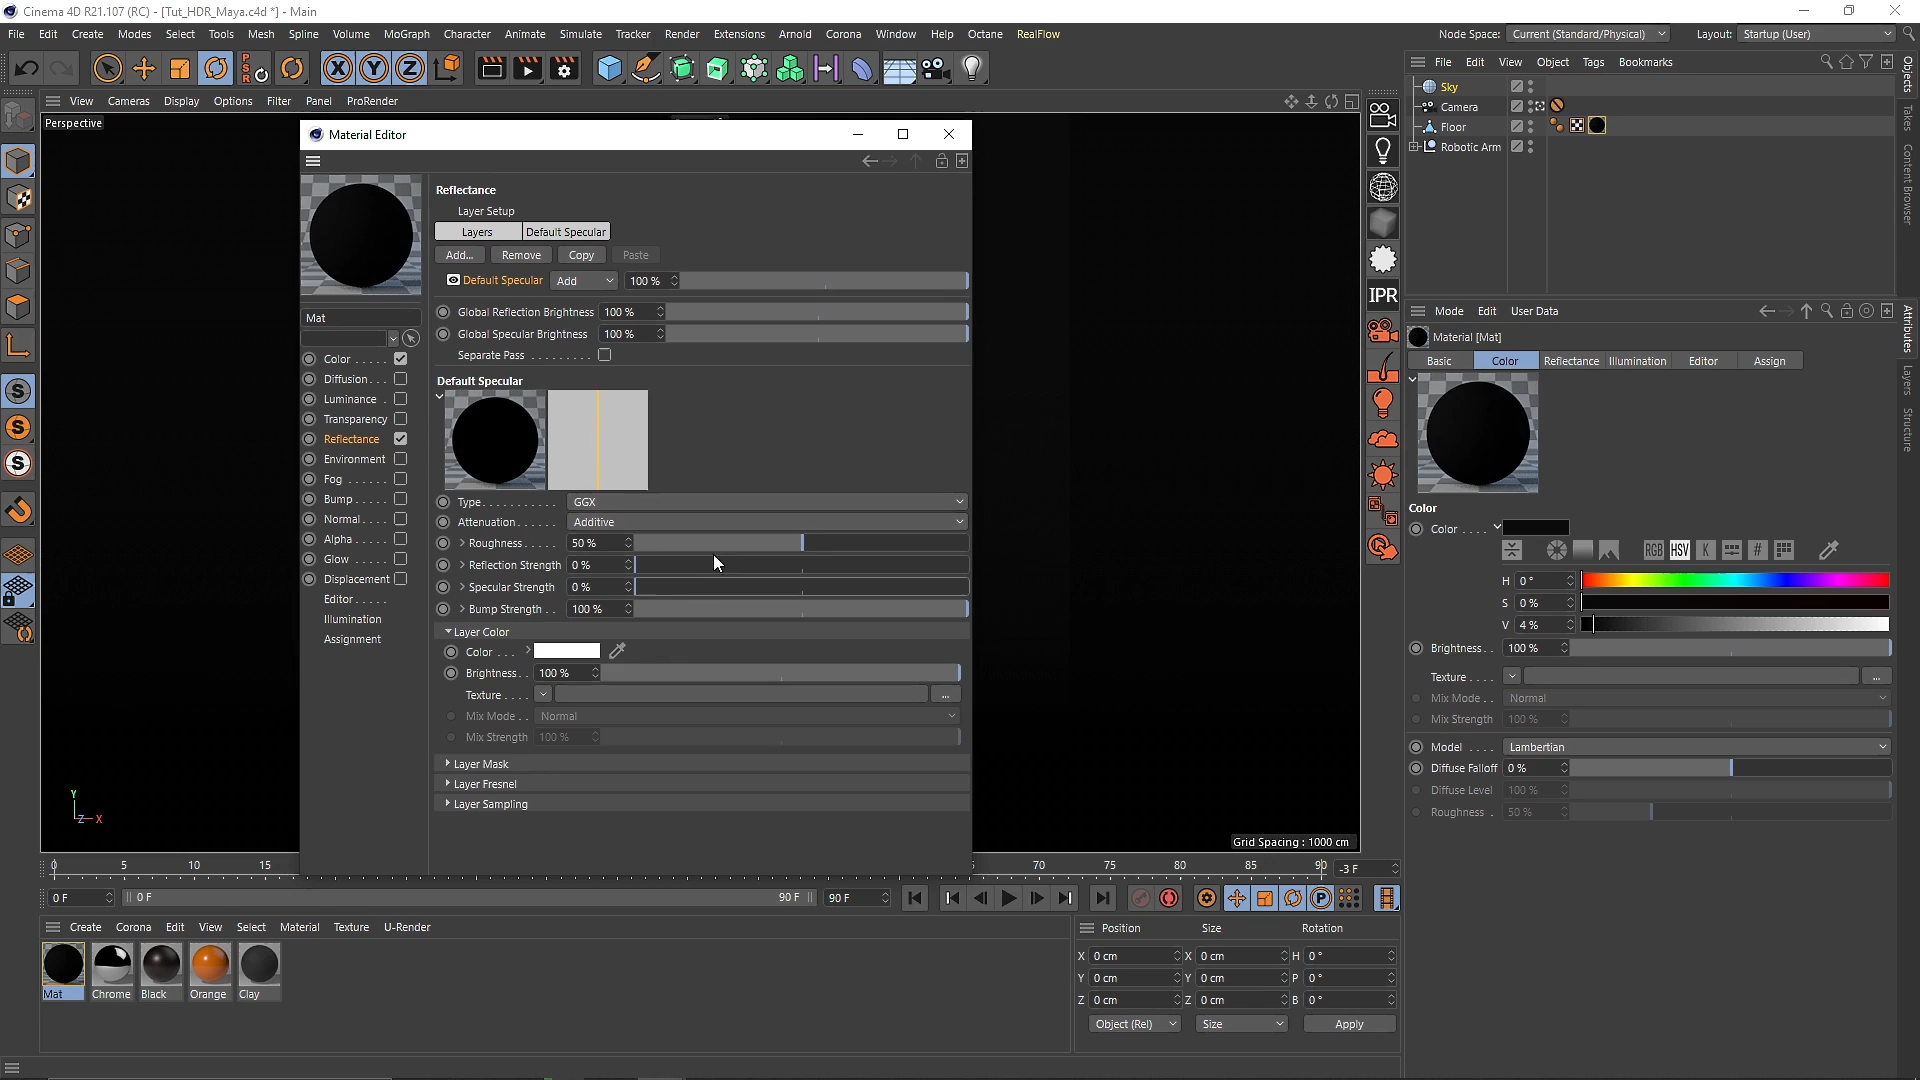 Cinema 4D R21.107 (RC) - [Tut_HDR_Maya.c4d *] - Main
File Edit Create Modes Select Tools Mesh Spline Volume MoGraph Character Animate Simulate Tracker Render Extensions Arnold Corona Window Help Octane RealFlow
Node Space: Current (Standard/Physical) Layout: Startup (User)
PSR X Y Z
View Cameras Display Options Filter Panel ProRender
Perspective
Material Editor
Reflectance
Layer Setup
Layers Default Specular
Add... Remove Copy Paste
Default Specular Add 100 %
Global Reflection Brightness 100 %
Global Specular Brightness 100 %
Separate Pass . . . . . . . . .
Default Specular
Type. . . . . . . . . . . GGX
Attenuation. . . . . . Additive
Roughness. . . . . 50 %
Reflection Strength 0 %
Specular Strength 0 %
Bump Strength . . 100 %
Layer Color
Color . . .
Brightness. . 100 %
Texture . . . . ...
Mix Mode . . Normal
Mix Strength 100 %
Layer Mask
Layer Fresnel
Layer Sampling
Mat
Color . . . . .
Diffusion . . .
Luminance .
Transparency
Reflectance
Environment
Fog . . . . . .
Bump. . . . .
Normal. . . .
Alpha. . . . .
Glow . . . . .
Displacement
Editor. . . . .
Illumination
Assignment
Y
Z X
Grid Spacing : 1000 cm
0 5 10 15 70 75 80 85 90 -3 F
0 F 0 F 90 F 90 F
P
Create Corona Edit View Select Material Texture U-Render
Mat Chrome Black Orange Clay
Position Size Rotation
X 0 cm X 0 cm H 0 °
Y 0 cm Y 0 cm P 0 °
Z 0 cm Z 0 cm B 0 °
Object (Rel) Size Apply
IPR
File Edit View Object Tags Bookmarks
Sky
Camera
Floor
Robotic Arm
Objects
Takes
Content Browser
Attributes
Layers
Structure
Mode Edit User Data
Material [Mat]
Basic Color Reflectance Illumination Editor Assign
Color
Color . . . .
RGB HSV K #
H 0 °
S 0 %
V 4 %
Brightness. . 100 %
Texture . . . . ...
Mix Mode . . Normal
Mix Strength 100 %
Model . . . . Lambertian
Diffuse Falloff 0 %
Diffuse Level 100 %
Roughness . 50 %